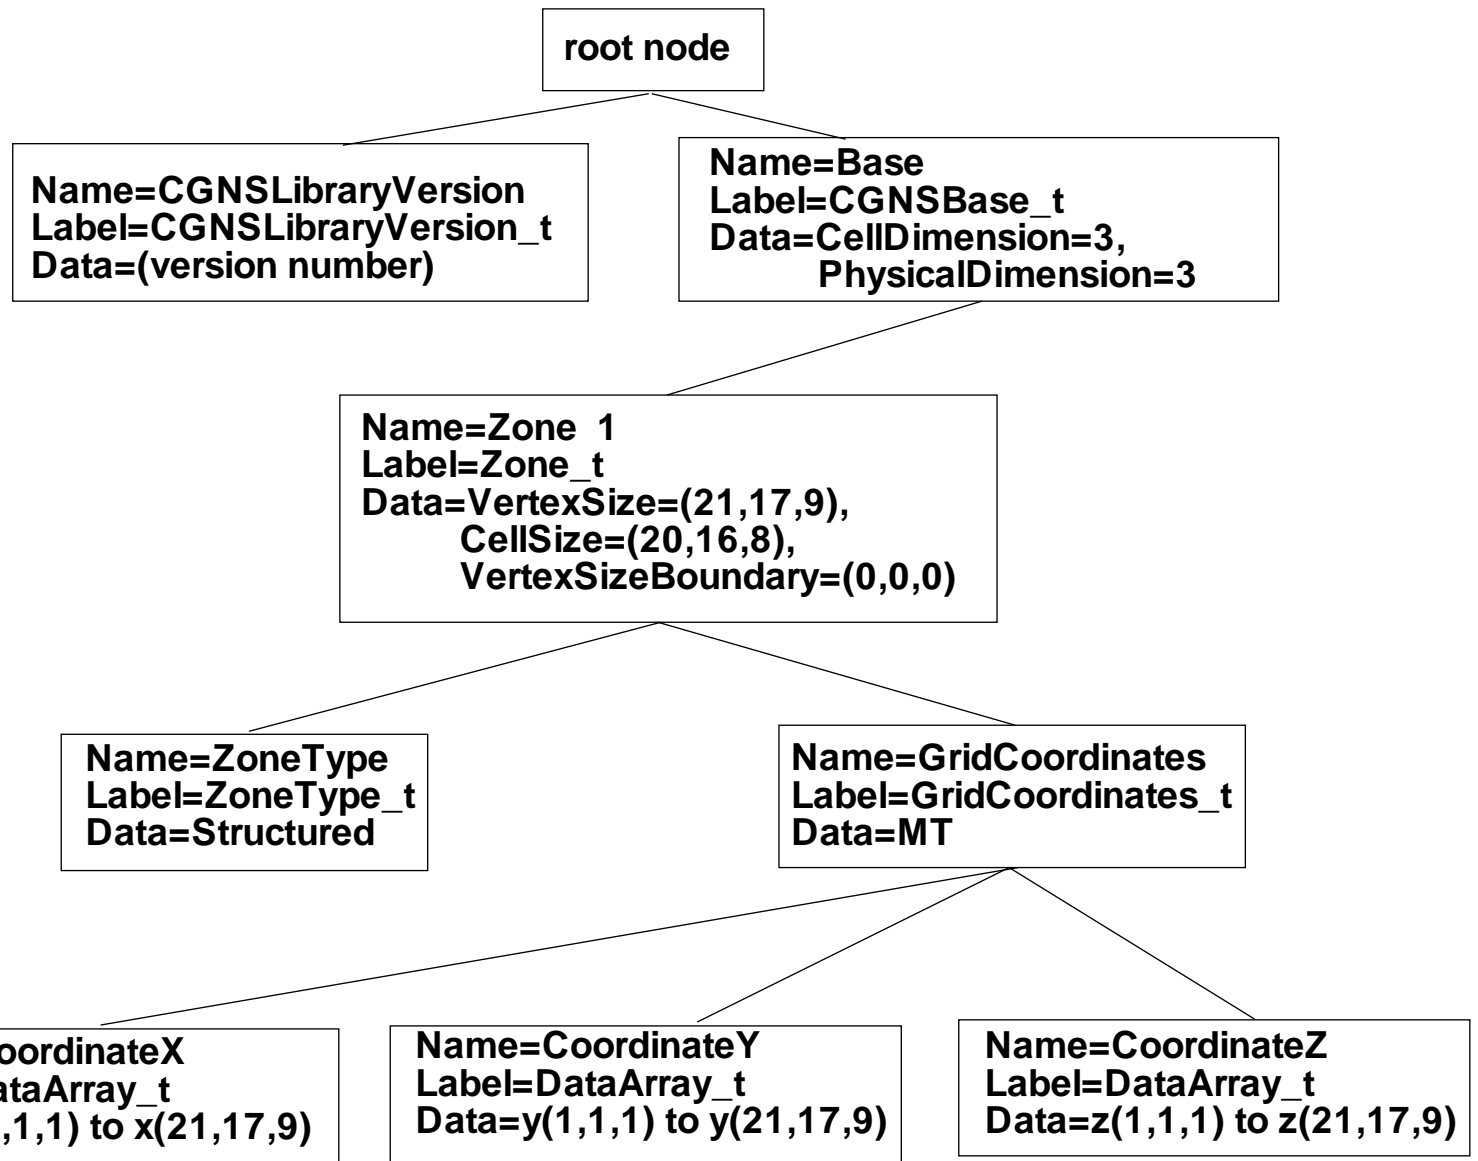 root node
Name=CGNSLibraryVersion
Label=CGNSLibraryVersion_t
Data=(version number)
Name=Base
Label=CGNSBase_t
Data=CellDimension=3,
PhysicalDimension=3
Name=Zone 1
Label=Zone_t
Data=VertexSize=(21,17,9),
CellSize=(20,16,8),
VertexSizeBoundary=(0,0,0)
Name=ZoneType
Label=ZoneType_t
Data=Structured
Name=GridCoordinates
Label=GridCoordinates_t
Data=MT
oordinateX
ataArray_t
,1,1) to x(21,17,9)
Name=CoordinateY
Label=DataArray_t
Data=y(1,1,1) to y(21,17,9)
Name=CoordinateZ
Label=DataArray_t
Data=z(1,1,1) to z(21,17,9)